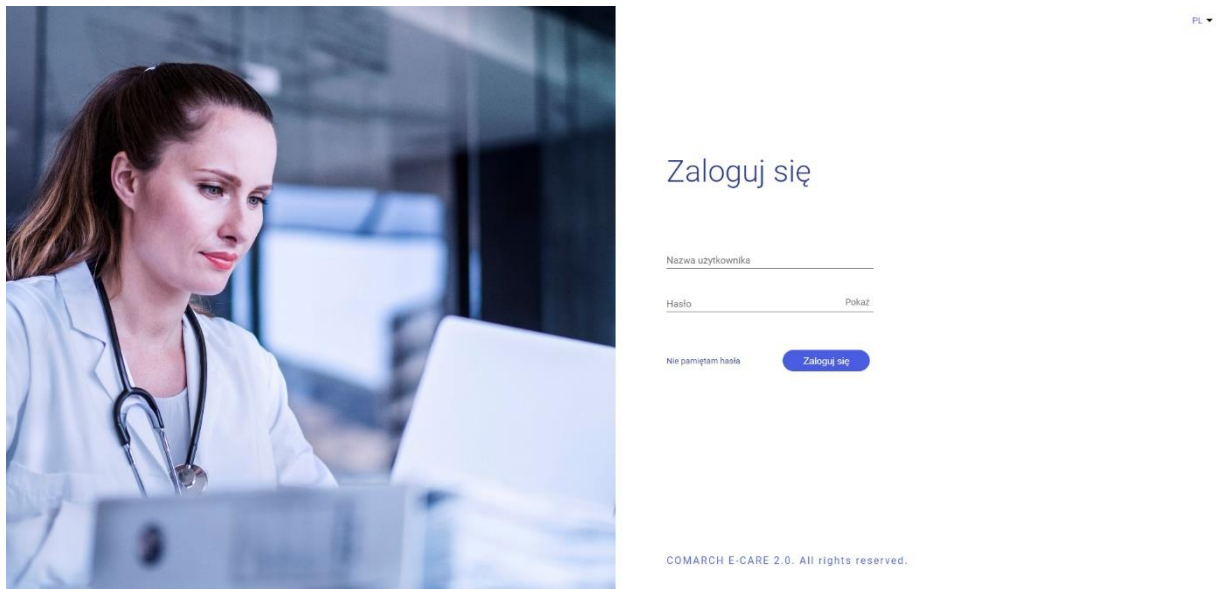 PL
Zaloguj się
Nazwa użytkownika
Hasło Pokaż
Nie pamiętam hasła Zaloguj się
COMARCH E-CARE 2.0. All rights reserved.